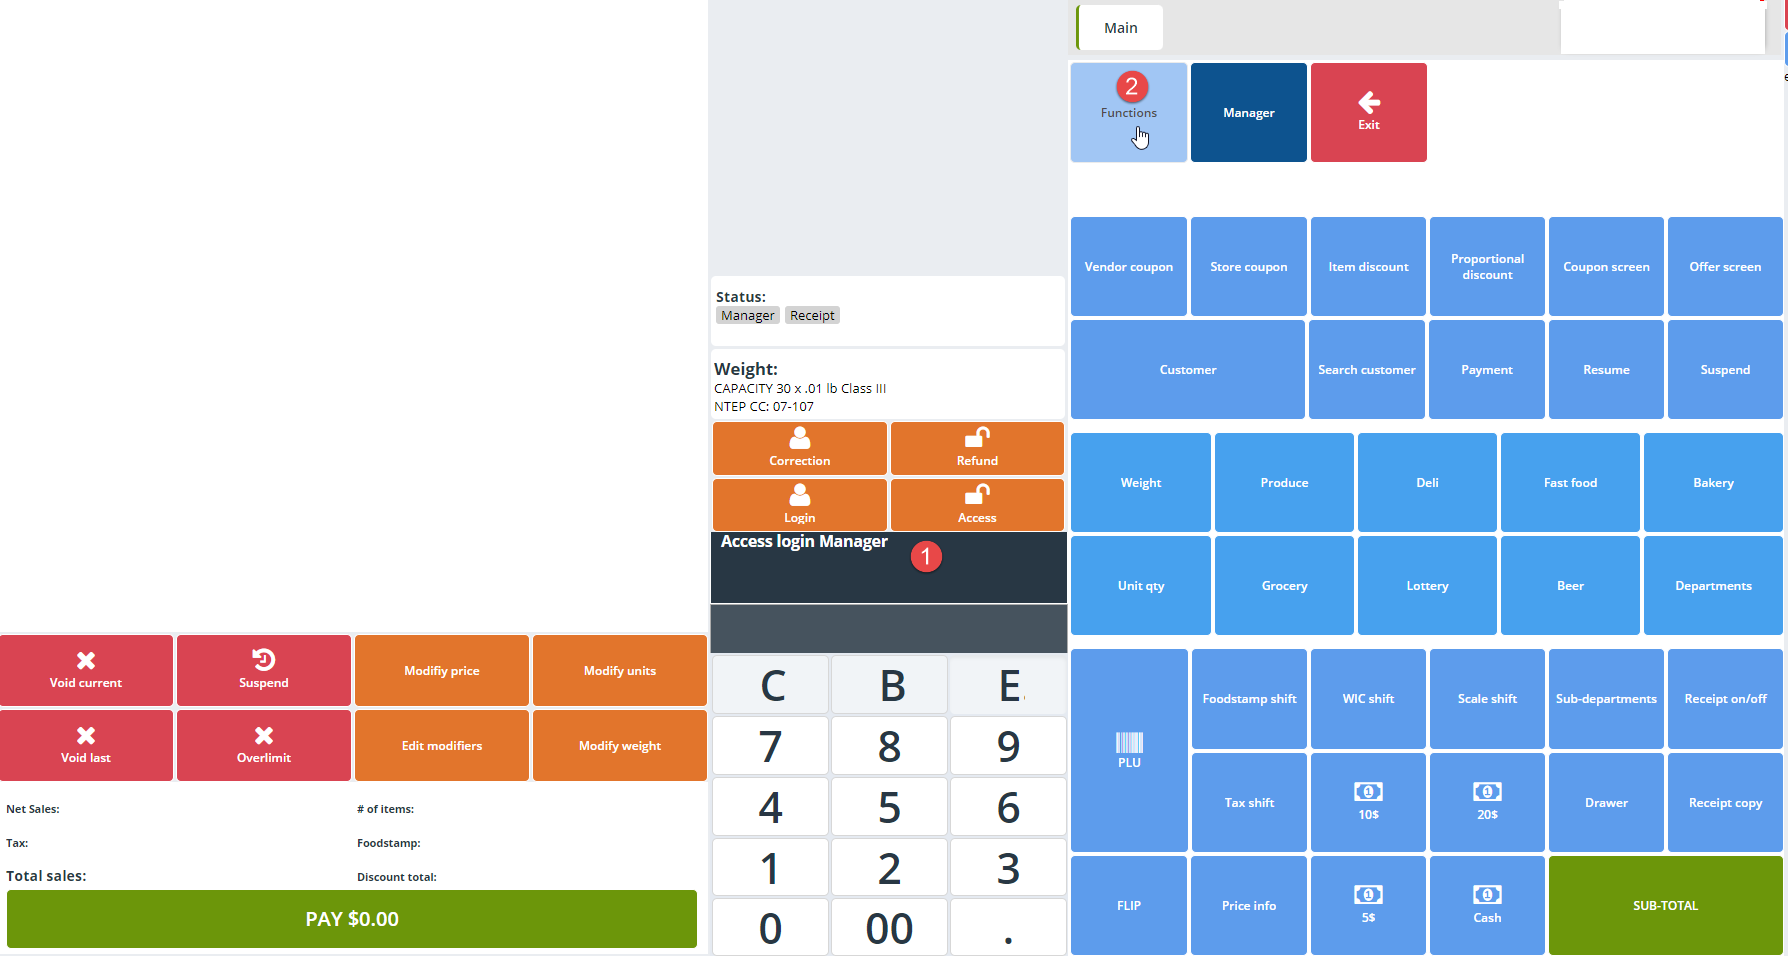 Main
2
Functions
Manager
Exit
Vendor coupon
Store coupon
Item discount
Proportional
discount
Coupon screen
Offer screen
Status:
Manager Receipt
Customer
Search customer
Payment
Resume
Suspend
Weight:
CAPACITY 30 x .01 lb Class III
NTEP CC: 07-107
Correction
Refund
Login
Access
Weight
Produce
Deli
Fast food
Bakery
Access login Manager
1
Unit qty
Grocery
Lottery
Beer
Departments
Void current
Suspend
Modifiy price
Modify units
Void last
Overlimit
Edit modifiers
Modify weight
Net Sales:
# of items:
Tax:
Foodstamp:
Total sales:
Discount total:
PAY $0.00
C
B
E
7
8
9
4
5
6
1
2
3
0
00
.
PLU
Foodstamp shift
WIC shift
Scale shift
Sub-departments
Receipt on/off
Tax shift
10$
20$
Drawer
Receipt copy
FLIP
Price info
5$
Cash
SUB-TOTAL